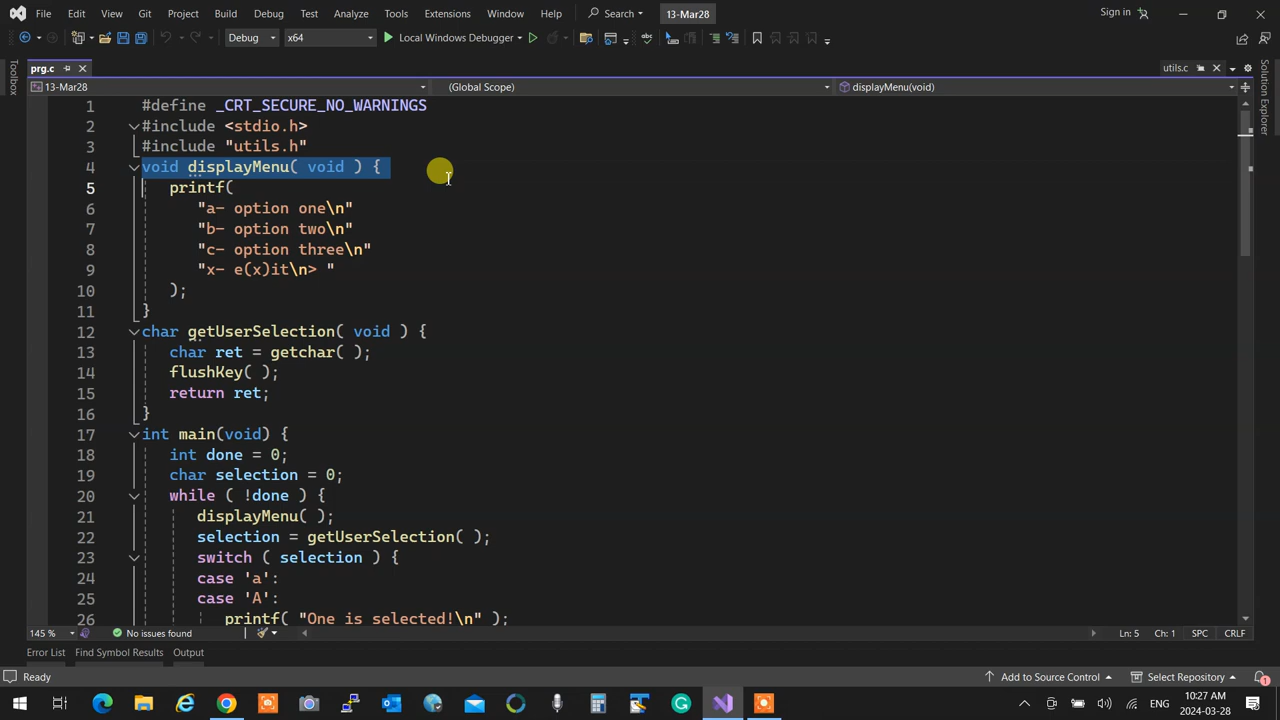 File Edit View Git Project Build Debug Test Analyze Tools Extensions Window Help Search 13-Mar28 Sign in
Debug x64 Local Windows Debugger
prg.c utils.c
13-Mar28 (Global Scope) displayMenu(void)
Toolbox
Solution Explorer
1 #define _CRT_SECURE_NO_WARNINGS
2 #include <stdio.h>
3 #include "utils.h"
4 void displayMenu( void ) {
5 printf(
6 "a- option one\n"
7 "b- option two\n"
8 "c- option three\n"
9 "x- e(x)it\n> "
10 );
11 }
12 char getUserSelection( void ) {
13 char ret = getchar( );
14 flushKey( );
15 return ret;
16 }
17 int main(void) {
18 int done = 0;
19 char selection = 0;
20 while ( !done ) {
21 displayMenu( );
22 selection = getUserSelection( );
23 switch ( selection ) {
24 case 'a':
25 case 'A':
26 printf( "One is selected!\n" );
145 % No issues found Ln: 5 Ch: 1 SPC CRLF
Error List Find Symbol Results Output
Ready Add to Source Control Select Repository 1
ENG 10:27 AM
2024-03-28